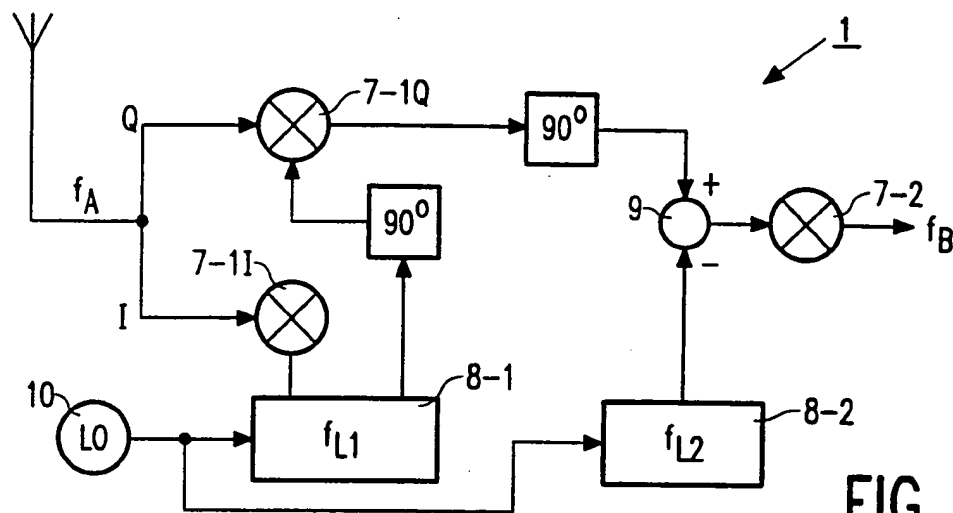 1
7-1Q
Q
90°
+
f_A
90°
9
7-2
f_B
7-1I
−
I
8-1
10
8-2
LO
f_L1
f_L2
FIG